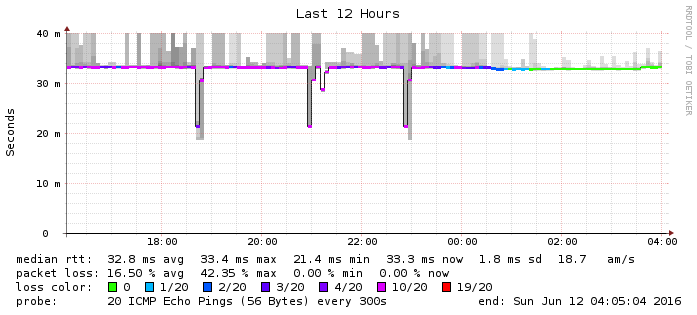 Last 12 Hours
RRDTOOL / TOBI OETIKER
Seconds
40 m
30 m
20 m
10 m
0
18:00 20:00 22:00 00:00 02:00 04:00
median rtt: 32.8 ms avg 33.4 ms max 21.4 ms min 33.3 ms now 1.8 ms sd 18.7 am/s
packet loss: 16.50 % avg 42.35 % max 0.00 % min 0.00 % now
loss color: 0 1/20 2/20 3/20 4/20 10/20 19/20
probe: 20 ICMP Echo Pings (56 Bytes) every 300s end: Sun Jun 12 04:05:04 2016